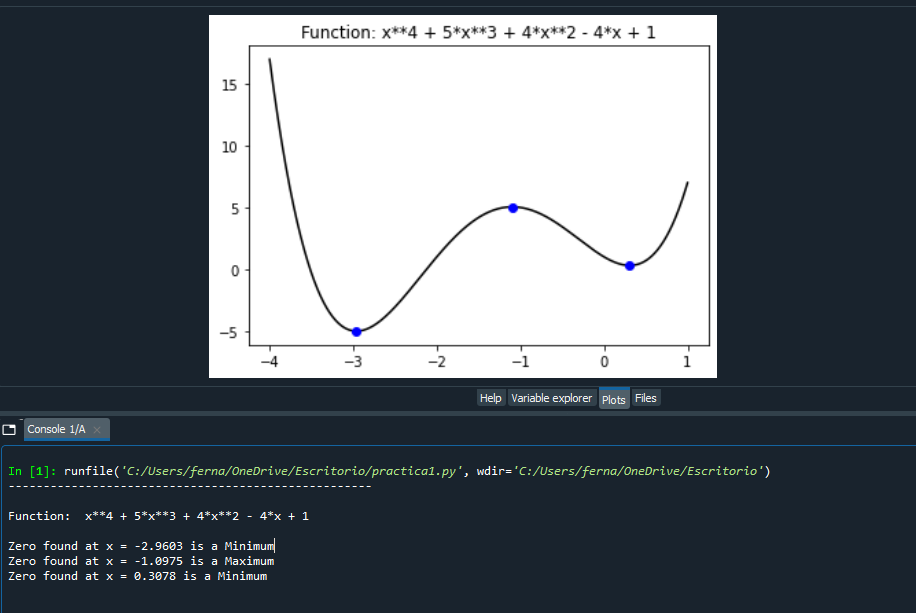 Function: x**4 + 5*x**3 + 4*x**2 - 4*x + 1
15
10
5
0
−5
−4 −3 −2 −1 0 1
Help Variable explorer Plots Files
Console 1/A ×
In [1]: runfile('C:/Users/ferna/OneDrive/Escritorio/practica1.py', wdir='C:/Users/ferna/OneDrive/Escritorio')
----------------------------------------------------
Function:  x**4 + 5*x**3 + 4*x**2 - 4*x + 1
Zero found at x = -2.9603 is a Minimum
Zero found at x = -1.0975 is a Maximum
Zero found at x = 0.3078 is a Minimum